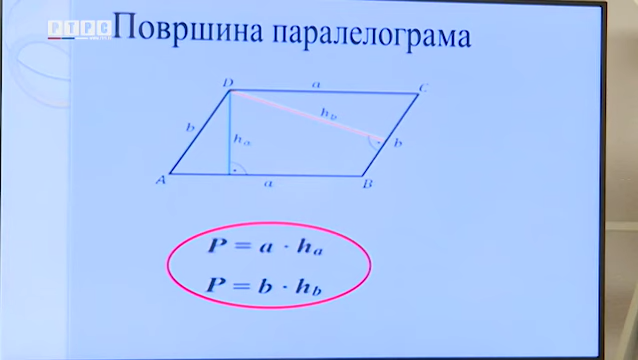 РТРС
Површина паралелограма
D a C
b h_a h_b b
A a B
P = a · h_a
P = b · h_b